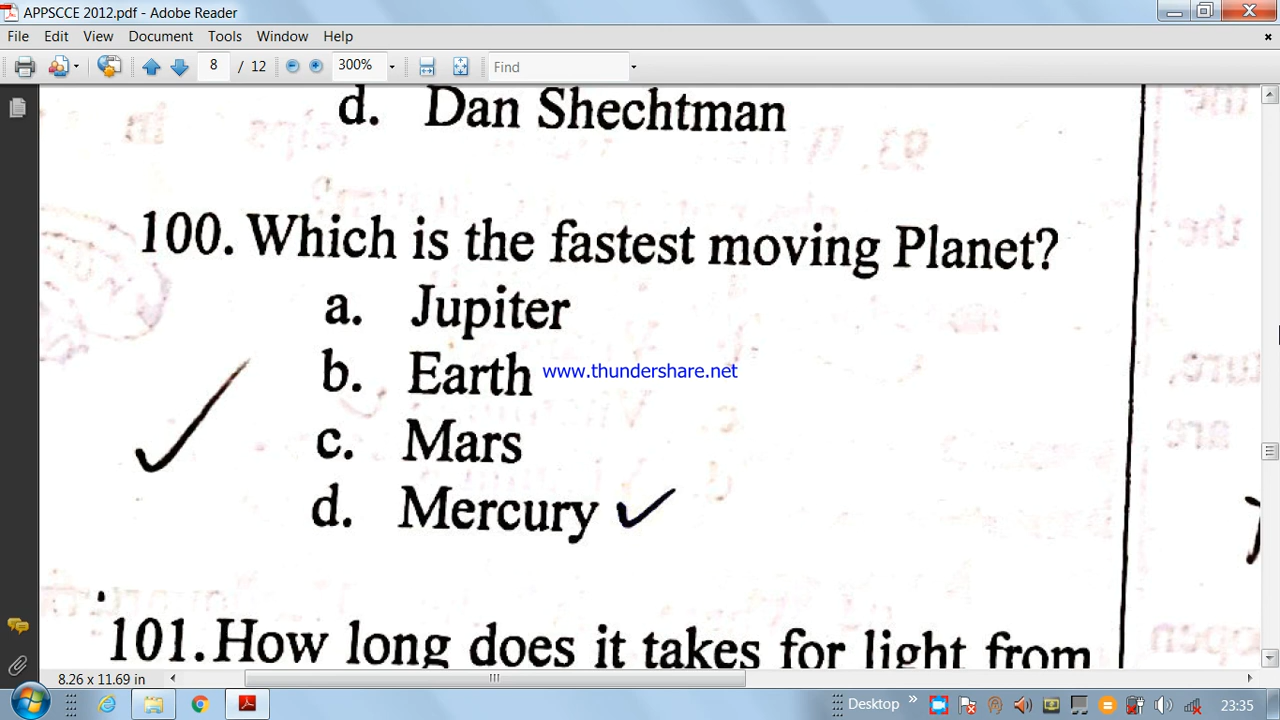 APPSCCE 2012.pdf - Adobe Reader
File Edit View Document Tools Window Help
8 / 12 300% Find
d. Dan Shechtman
100. Which is the fastest moving Planet?
a. Jupiter
b. Earth
www.thundershare.net
c. Mars
d. Mercury
101. How long does it takes for light from
8.26 x 11.69 in
Desktop
23:35